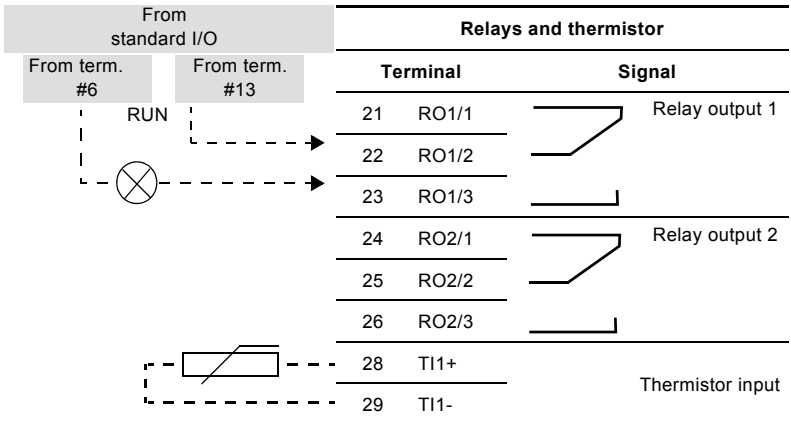 From
standard I/O
From term.
#6
From term.
#13
RUN
Relays and thermistor
Terminal Signal
21 RO1/1 Relay output 1
22 RO1/2
23 RO1/3
24 RO2/1 Relay output 2
25 RO2/2
26 RO2/3
28 TI1+
Thermistor input
29 TI1-